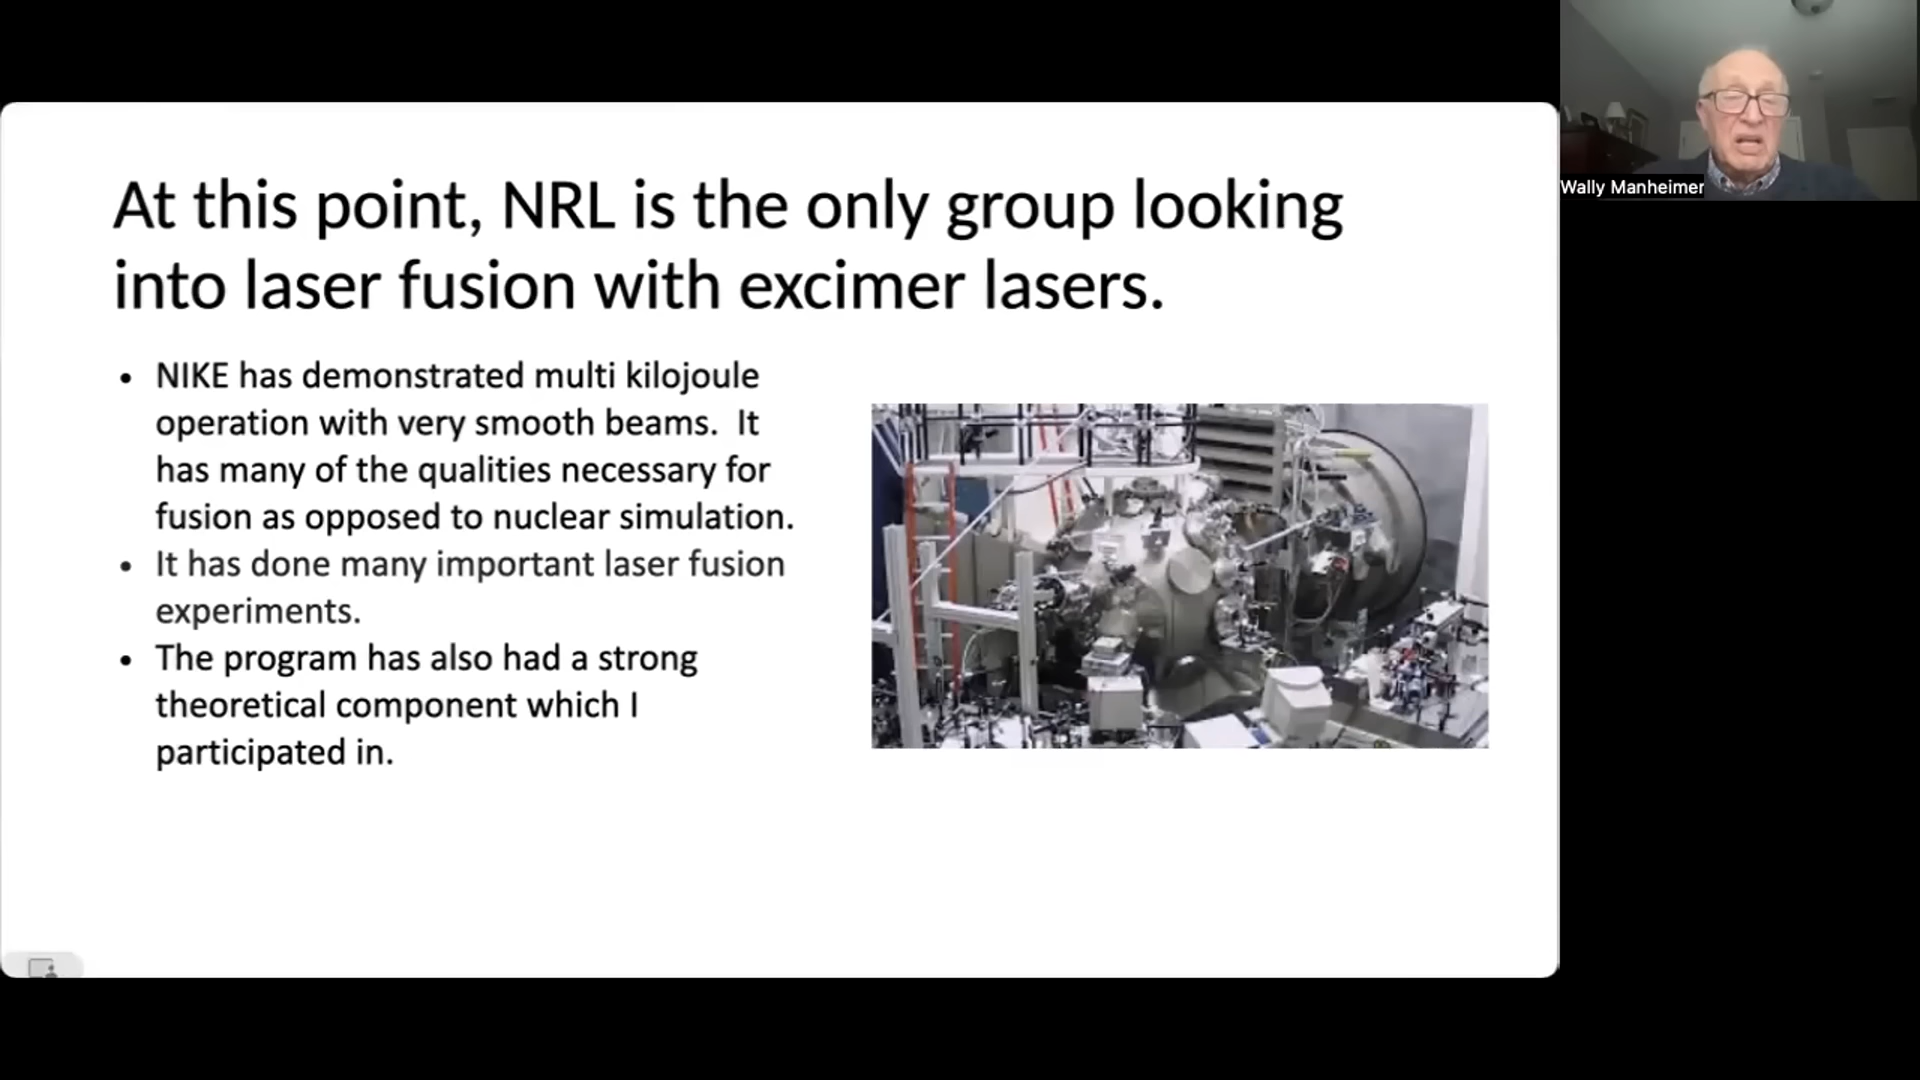 At this point, NRL is the only group looking
into laser fusion with excimer lasers.
• NIKE has demonstrated multi kilojoule
operation with very smooth beams.  It
has many of the qualities necessary for
fusion as opposed to nuclear simulation.
• It has done many important laser fusion
experiments.
• The program has also had a strong
theoretical component which I
participated in.
Wally Manheimer